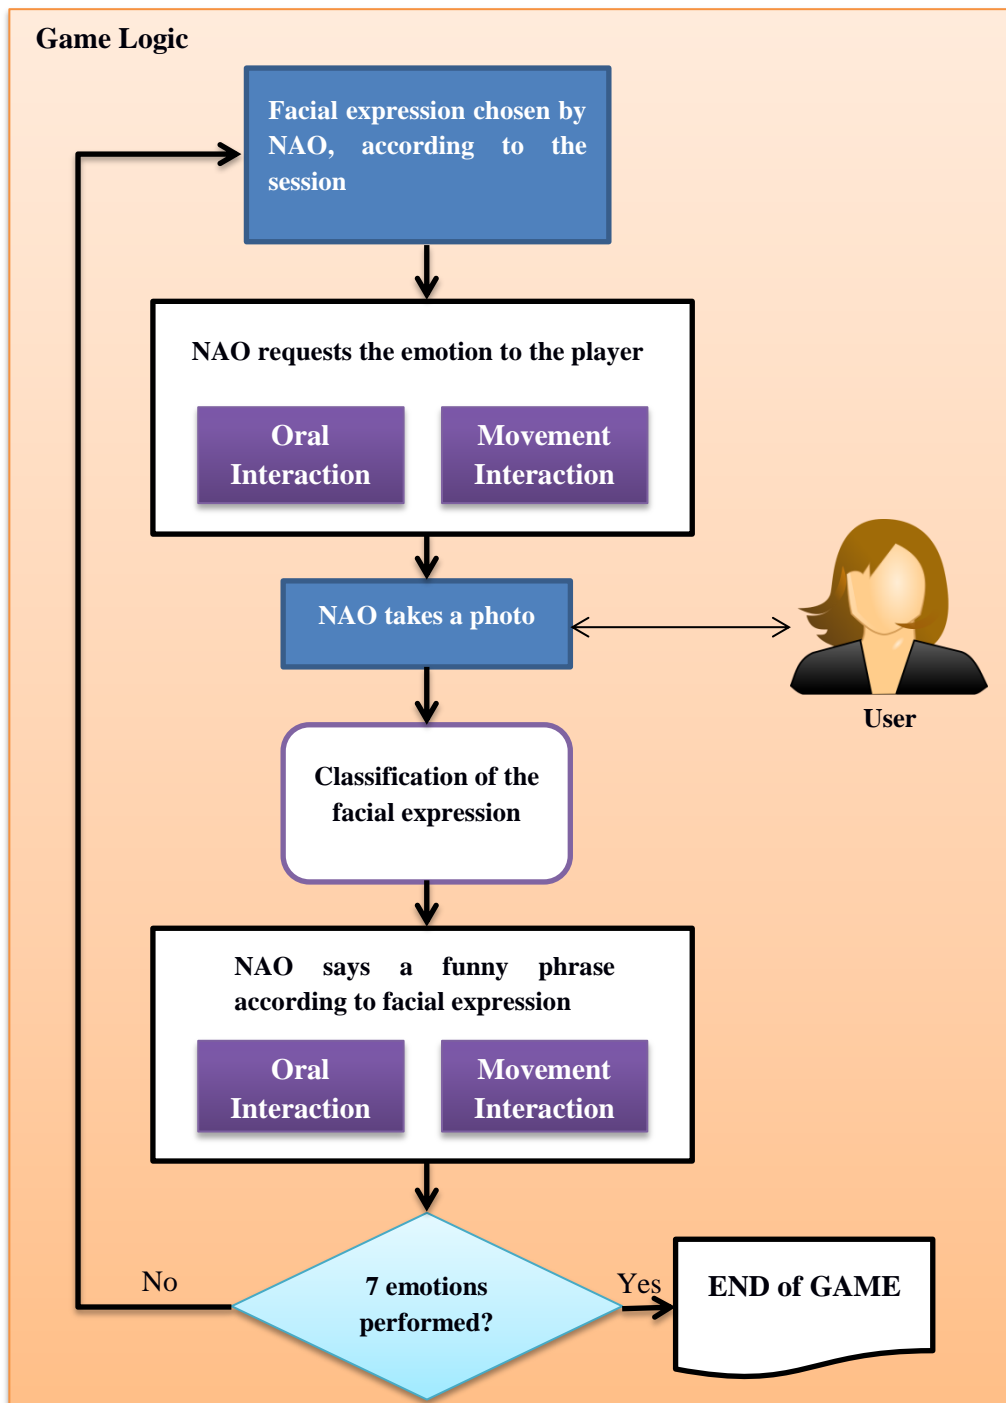 Game Logic
Facial expression chosen by
NAO, according to the
session
NAO requests the emotion to the player
Oral
Interaction
Movement
Interaction
NAO takes a photo
User
Classification of the
facial expression
NAO says a funny phrase
according to facial expression
Oral
Interaction
Movement
Interaction
No
7 emotions
performed?
Yes
END of GAME